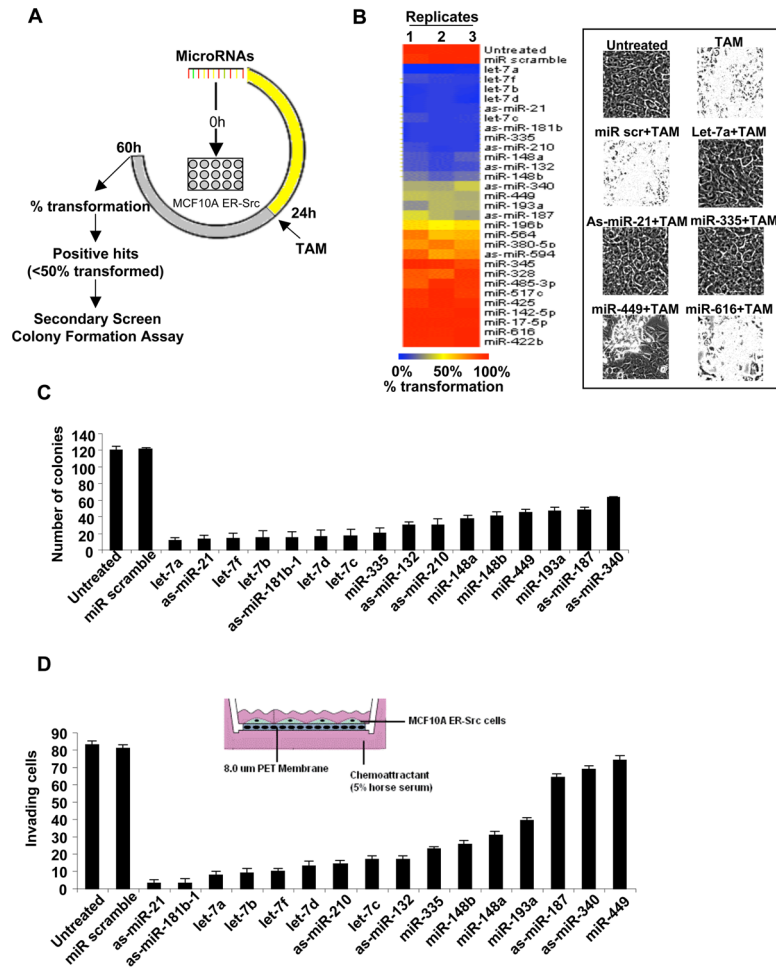 A
MicroRNAs
0h
60h
MCF10A ER-Src
24h
TAM
% transformation
Positive hits
(<50% transformed)
Secondary Screen
Colony Formation Assay
B
Replicates
1 2 3
Untreated
miR scramble
let-7a
let-7f
let-7b
let-7d
as-miR-21
let-7c
as-miR-181b
miR-335
as-miR-210
miR-148a
as-miR-132
miR-148b
as-miR-340
miR-449
miR-193a
as-miR-187
miR-196b
miR-564
miR-380-5p
as-miR-594
miR-345
miR-328
miR-485-3p
miR-517c
miR-425
miR-142-5p
miR-17-5p
miR-616
miR-422b
0% 50% 100%
% transformation
Untreated
TAM
miR scr+TAM
Let-7a+TAM
As-miR-21+TAM
miR-335+TAM
miR-449+TAM
miR-616+TAM
C
Number of colonies
140
120
100
80
60
40
20
0
Untreated
miR scramble
let-7a
as-miR-21
let-7f
let-7b
as-miR-181b-1
let-7d
let-7c
miR-335
as-miR-132
as-miR-210
miR-148a
miR-148b
miR-449
miR-193a
as-miR-187
as-miR-340
D
MCF10A ER-Src cells
8.0 um PET Membrane
Chemoattractant
(5% horse serum)
Invading cells
90
80
70
60
50
40
30
20
10
0
Untreated
miR scramble
as-miR-21
as-miR-181b-1
let-7a
let-7b
let-7f
let-7d
as-miR-210
let-7c
as-miR-132
miR-335
miR-148b
miR-148a
miR-193a
as-miR-187
as-miR-340
miR-449